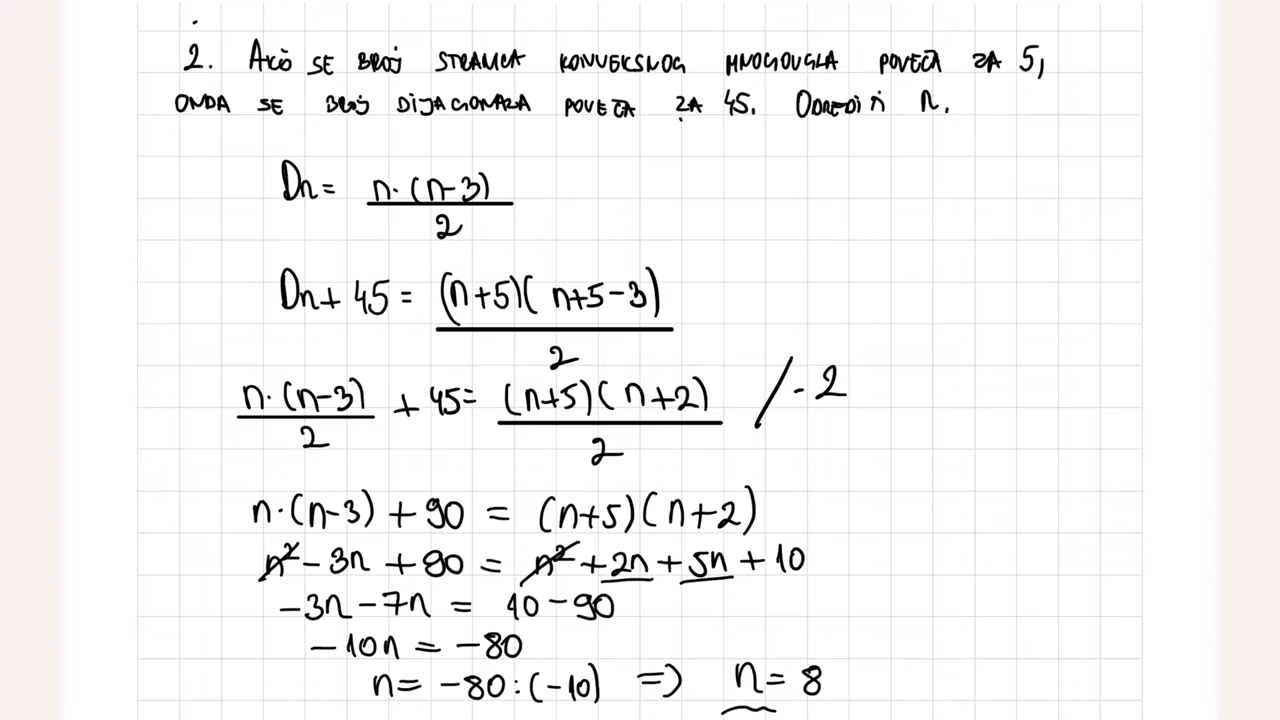 2. AKO SE BROJ STRANICA KONVEKSNOG MNOGOUGLA POVEĆA ZA 5,
ONDA SE BROJ DIJAGONALA POVEĆA ZA 45. ODREDI n.
Dn = n·(n-3)/2
Dn + 45 = (n+5)(n+5-3)/2
n·(n-3)/2 + 45 = (n+5)(n+2)/2 /·2
n·(n-3) + 90 = (n+5)(n+2)
n² - 3n + 90 = n² + 2n + 5n + 10
-3n - 7n = 10 - 90
-10n = -80
n = -80:(-10) => n = 8